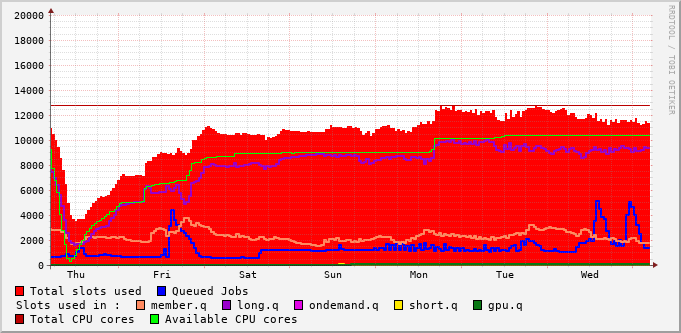 20000
18000
16000
14000
12000
10000
8000
6000
4000
2000
0
Thu Fri Sat Sun Mon Tue Wed
RRDTOOL / TOBI OETIKER
Total slots used Queued Jobs
Slots used in : member.q long.q ondemand.q short.q gpu.q
Total CPU cores Available CPU cores